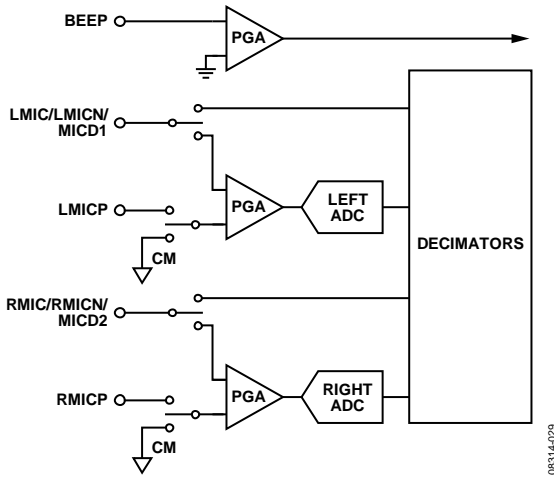 BEEP
PGA
LMIC/LMICN/
MICD1
LMICP
CM
PGA
LEFT
ADC
DECIMATORS
RMIC/RMICN/
MICD2
RMICP
CM
PGA
RIGHT
ADC
08314-029